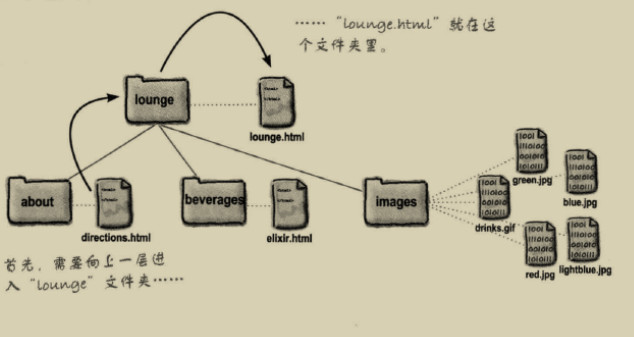 ……“lounge.html”就在这
个文件夹里。
lounge
lounge.html
about
directions.html
beverages
elixir.html
images
green.jpg
blue.jpg
drinks.gif
red.jpg
lightblue.jpg
首先，需要向上一层进
入“lounge”文件夹……